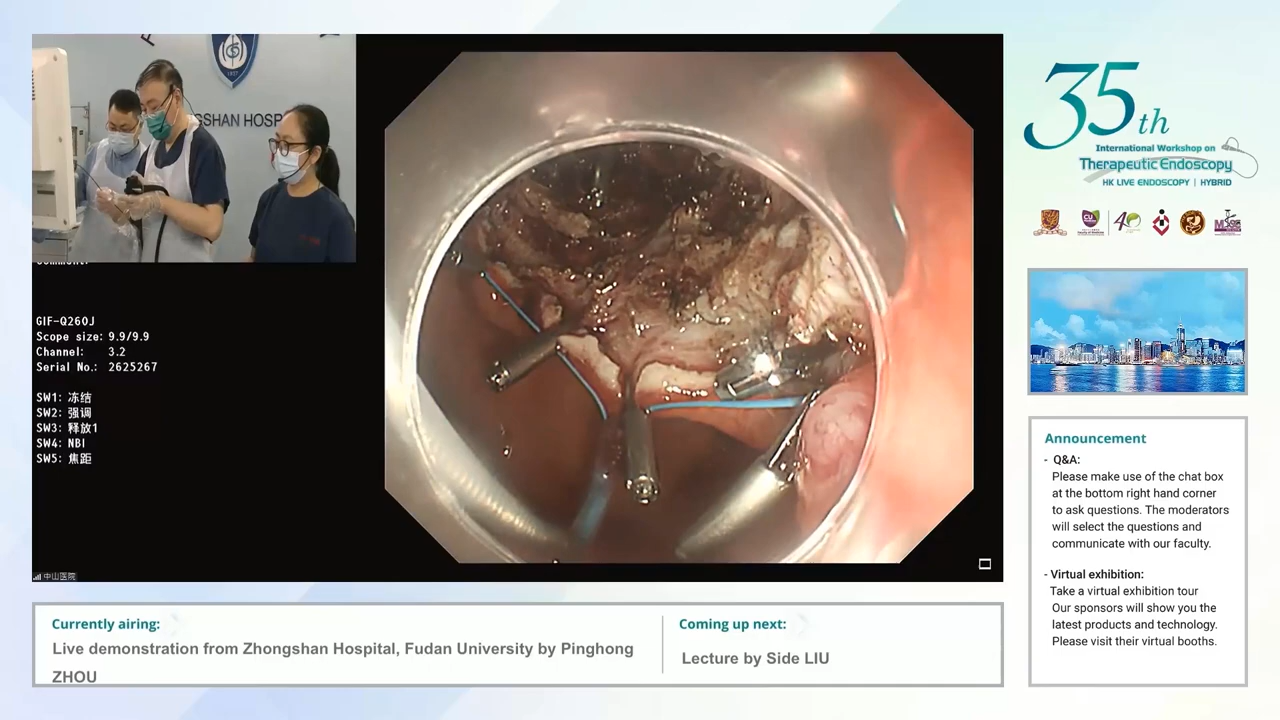 GSHAN HOSP
GIF-Q260J
Scope size: 9.9/9.9
Channel: 3.2
Serial No.: 2625267
SW1: 冻结
SW2: 强调
SW3: 释放1
SW4: NBI
SW5: 焦距
中山医院
35th
International Workshop on
Therapeutic Endoscopy
HK LIVE ENDOSCOPY | HYBRID
Announcement
- Q&A:
Please make use of the chat box
at the bottom right hand corner
to ask questions. The moderators
will select the questions and
communicate with our faculty.
- Virtual exhibition:
Take a virtual exhibition tour
Our sponsors will show you the
latest products and technology.
Please visit their virtual booths.
Currently airing:
Live demonstration from Zhongshan Hospital, Fudan University by Pinghong
ZHOU
Coming up next:
Lecture by Side LIU